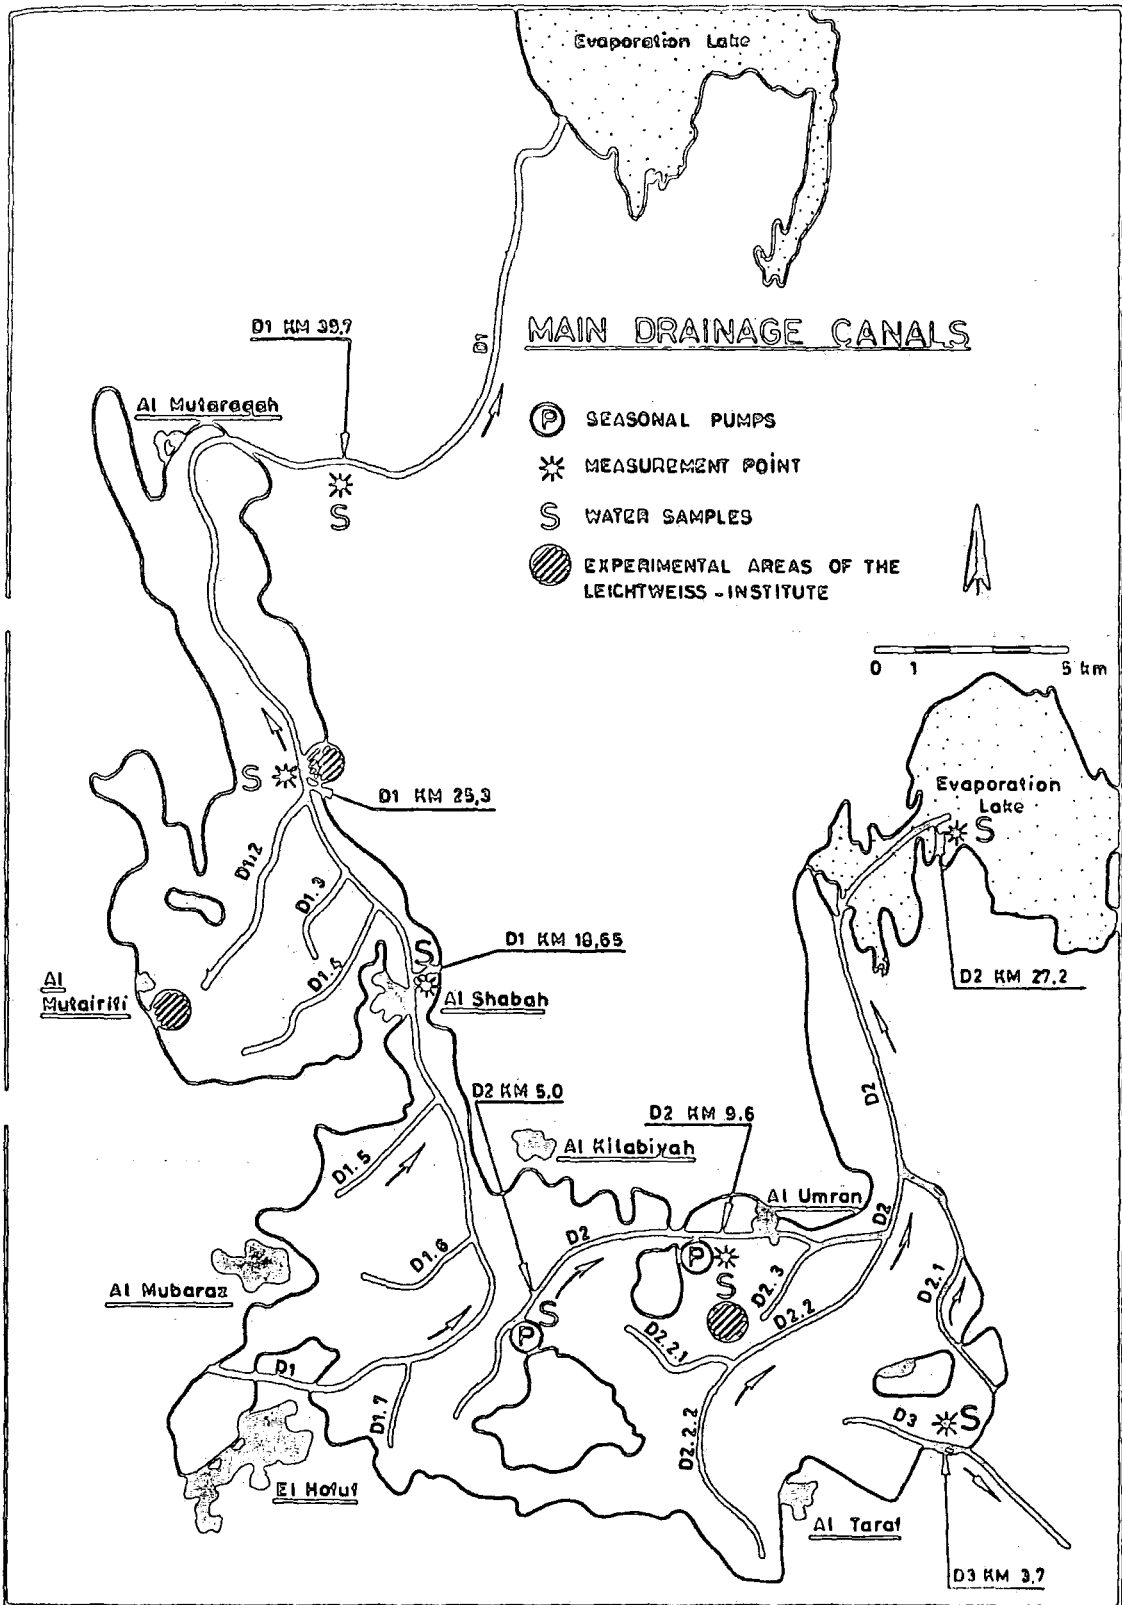 Evaporation Lake
D1 KM 39,7
D1
MAIN DRAINAGE CANALS
Al Mutaraqah
P SEASONAL PUMPS
MEASUREMENT POINT
S
S WATER SAMPLES
EXPERIMENTAL AREAS OF THE
LEICHTWEISS - INSTITUTE
0 1 5 km
S
D1 KM 25,3
Evaporation
Lake
S
D1.2
D1.3
D1.4
S
D1 KM 18,65
D2 KM 27,2
Al
Mutairifi
Al Shabah
D2 KM 5,0
D2 KM 9.6
D2
Al Kilabiyah
D1.5
Al Umran
D2
D2
D1.6
P
S
D2.3
Al Mubaraz
D2.1
S
P
D2.2
D2.2.1
D1
D1.7
D3
S
D2.2.2
El Hofuf
Al Taraf
D3 KM 3,7